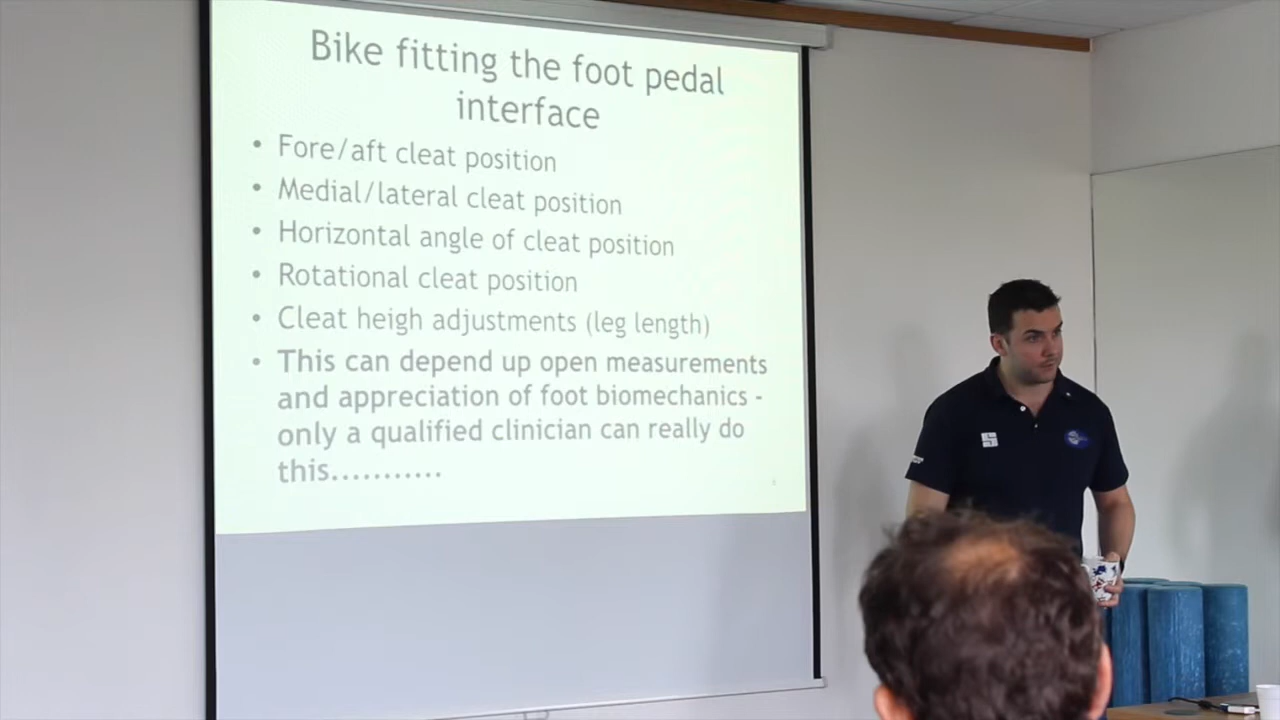 Bike fitting the foot pedal
interface
• Fore/aft cleat position
• Medial/lateral cleat position
• Horizontal angle of cleat position
• Rotational cleat position
• Cleat heigh adjustments (leg length)
• This can depend up open measurements
and appreciation of foot biomechanics -
only a qualified clinician can really do
this...........